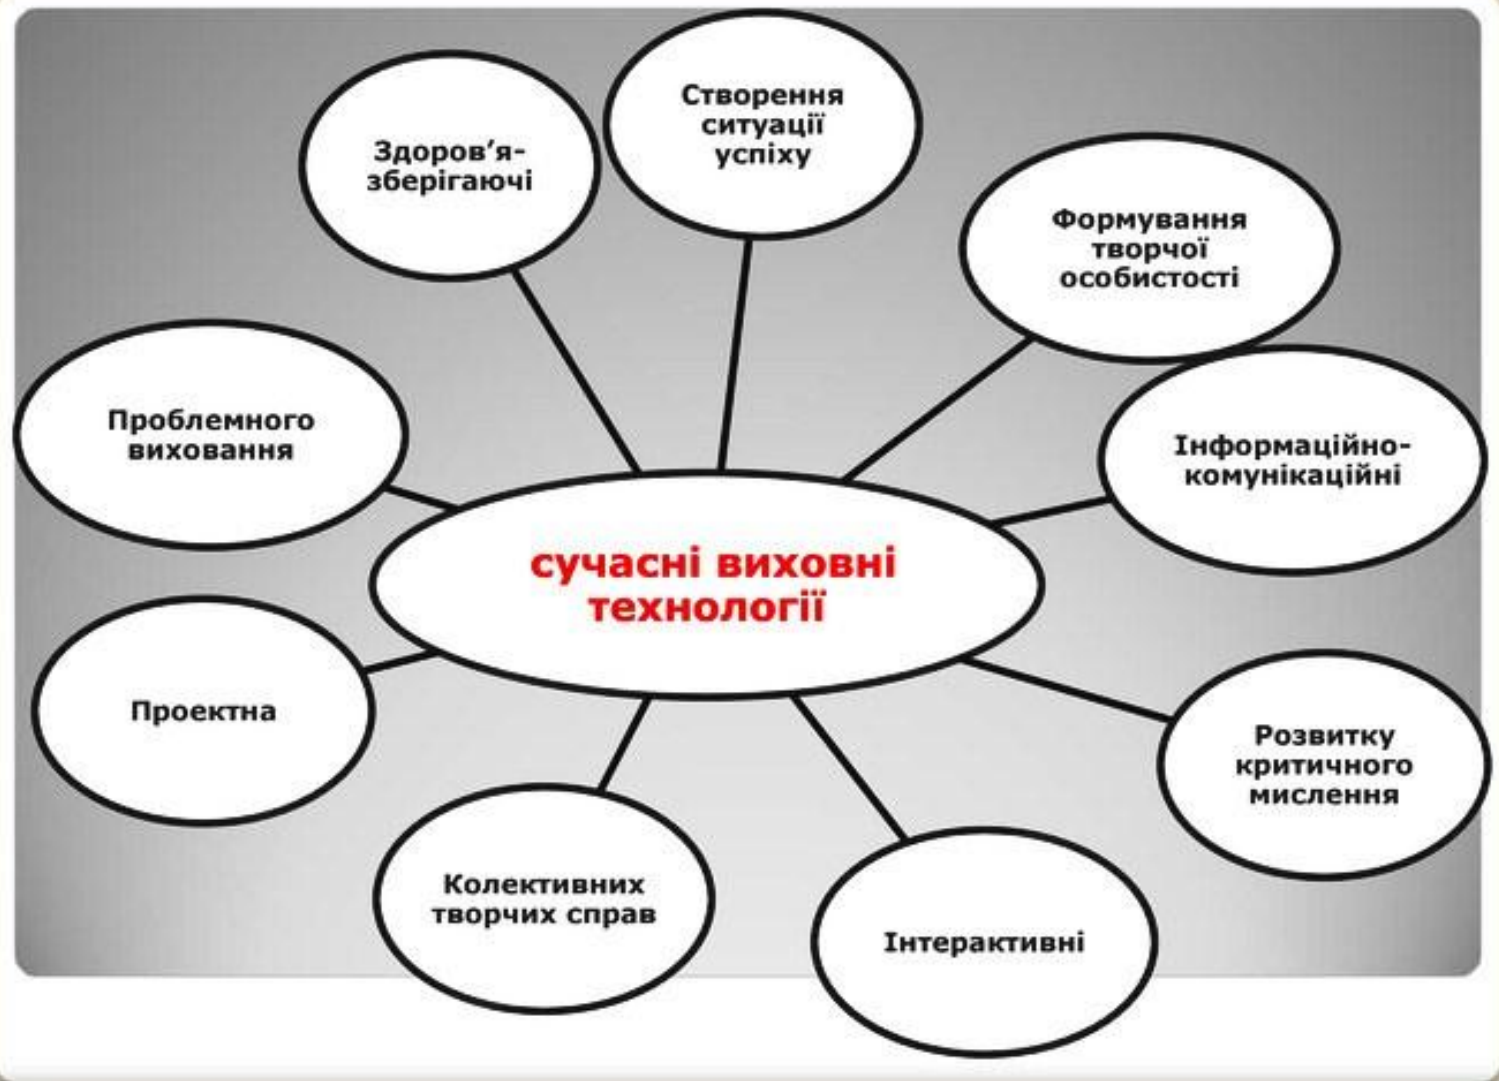 Створення
ситуації
успіху
Здоров’я-
зберігаючі
Формування
творчої
особистості
Проблемного
виховання
Інформаційно-
комунікаційні
сучасні виховні
технології
Проектна
Розвитку
критичного
мислення
Колективних
творчих справ
Інтерактивні